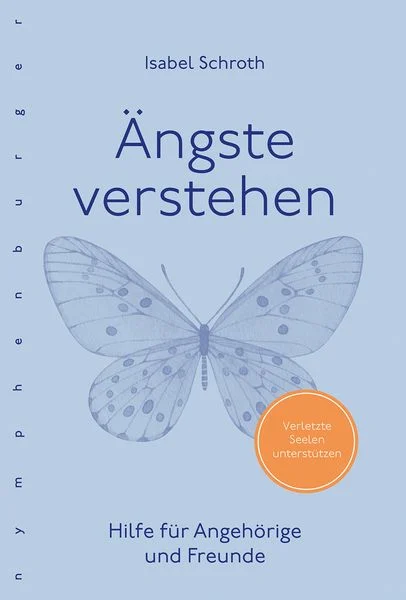 Isabel Schroth
Ängste
verstehen
Verletzte
Seelen
unterstützen
Hilfe für Angehörige
und Freunde
nymphenburger